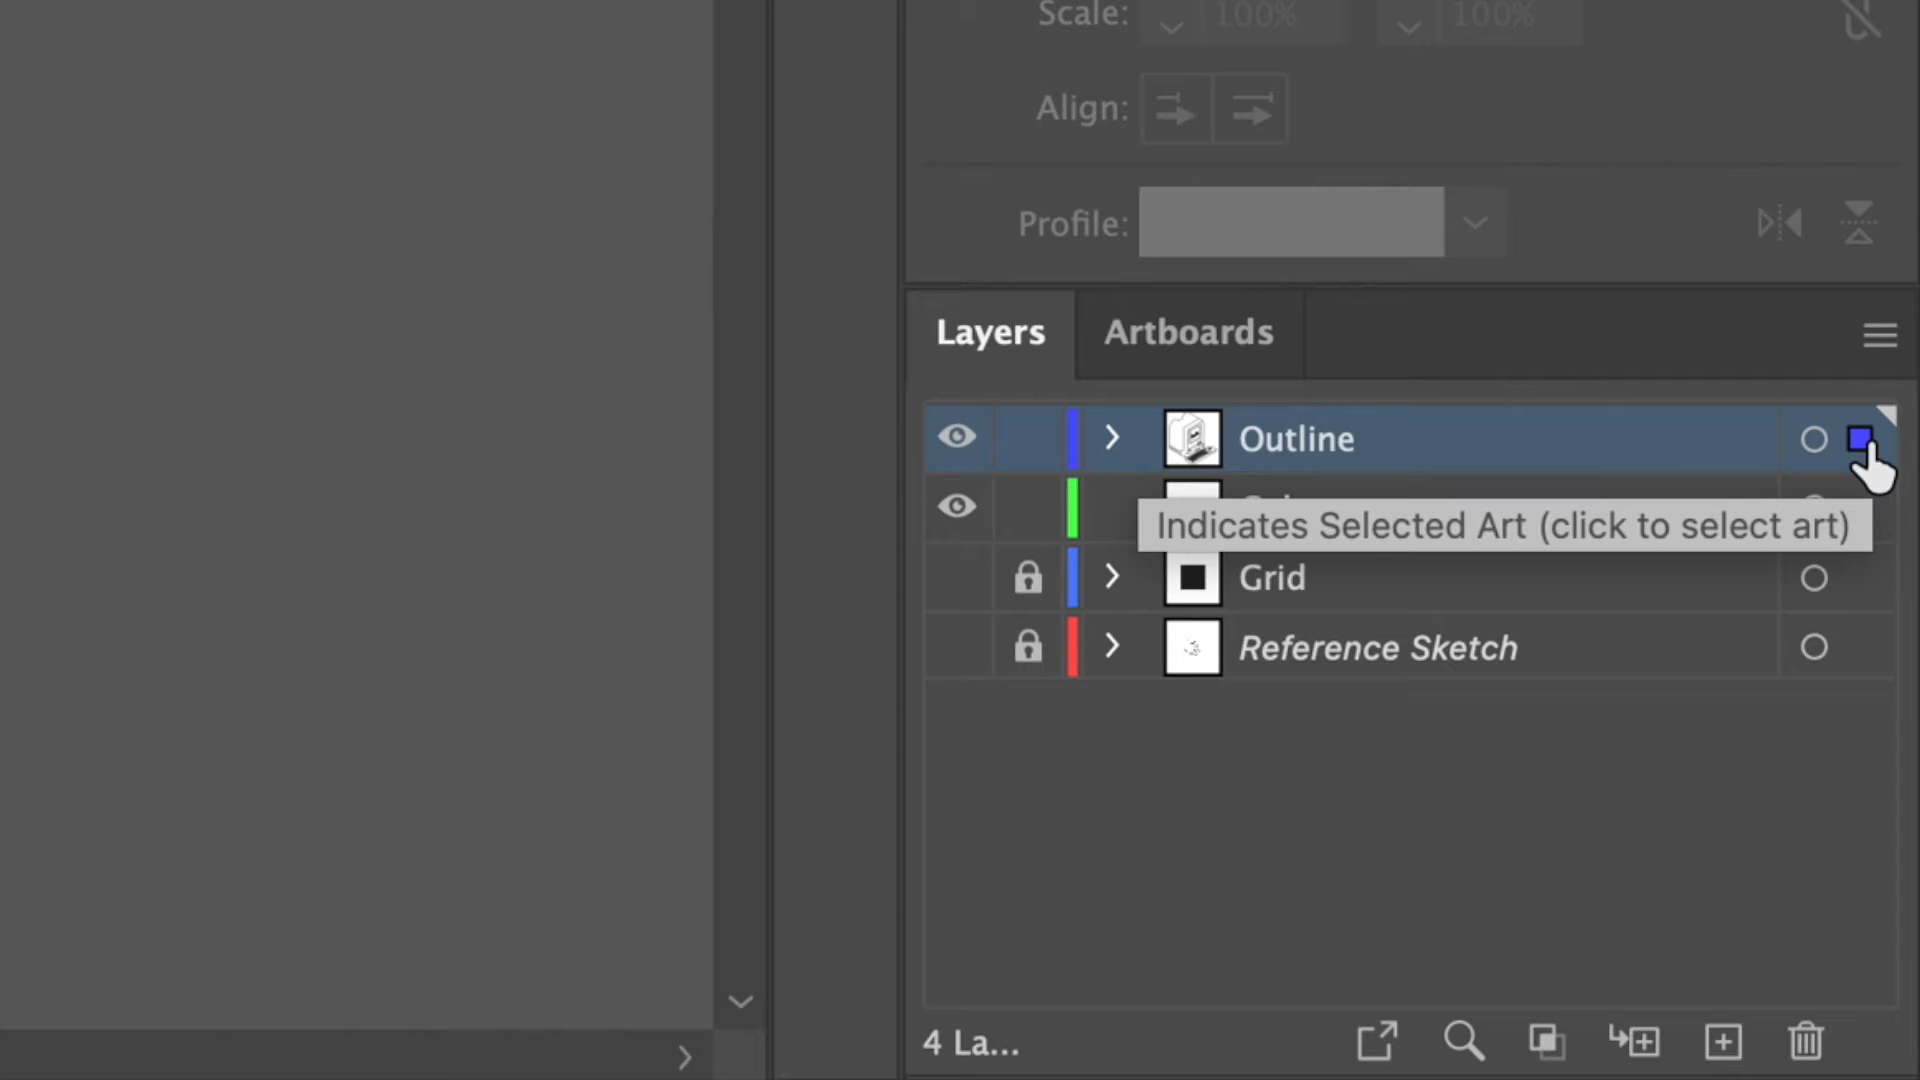 Scale: 100% 100%
Align:
Profile:
Layers Artboards
Outline
Indicates Selected Art (click to select art)
Grid
Reference Sketch
4 La...